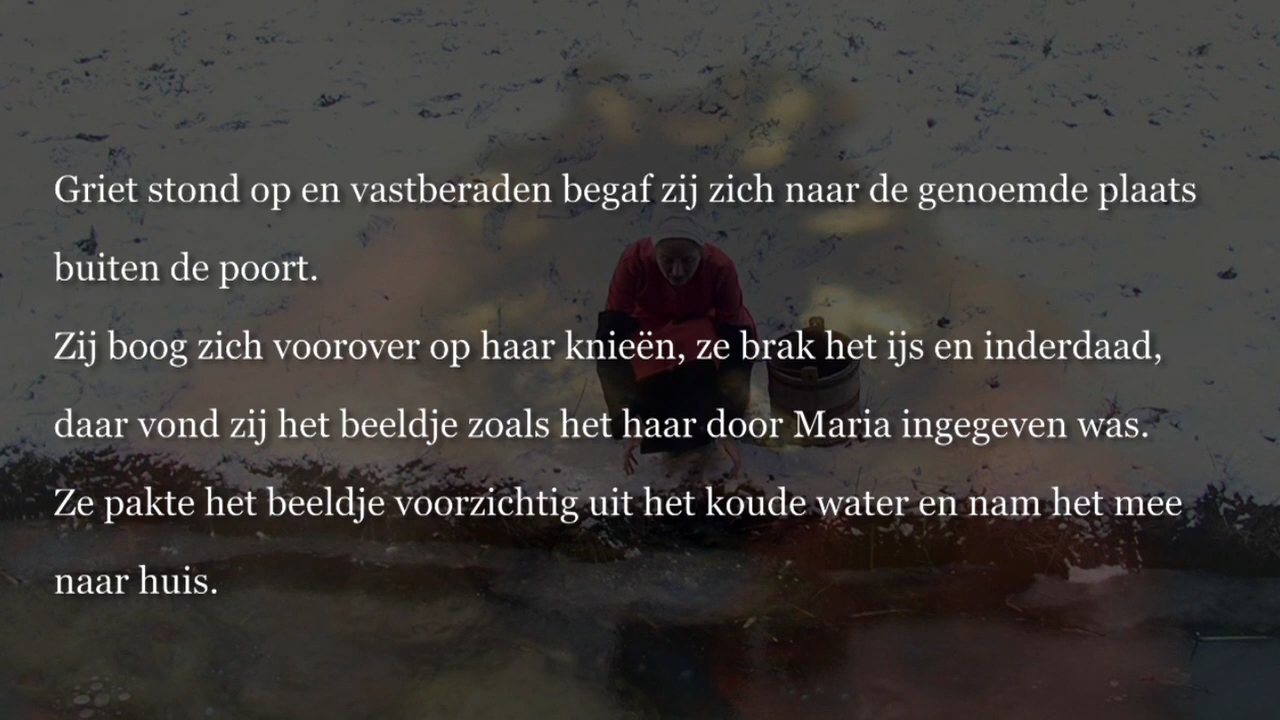 Griet stond op en vastberaden begaf zij zich naar de genoemde plaats
buiten de poort.
Zij boog zich voorover op haar knieën, ze brak het ijs en inderdaad,
daar vond zij het beeldje zoals het haar door Maria ingegeven was.
Ze pakte het beeldje voorzichtig uit het koude water en nam het mee
naar huis.